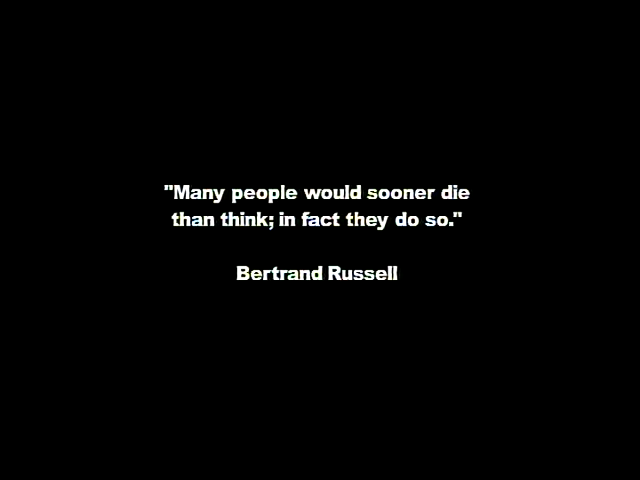 "Many people would sooner die
than think; in fact they do so."
Bertrand Russell